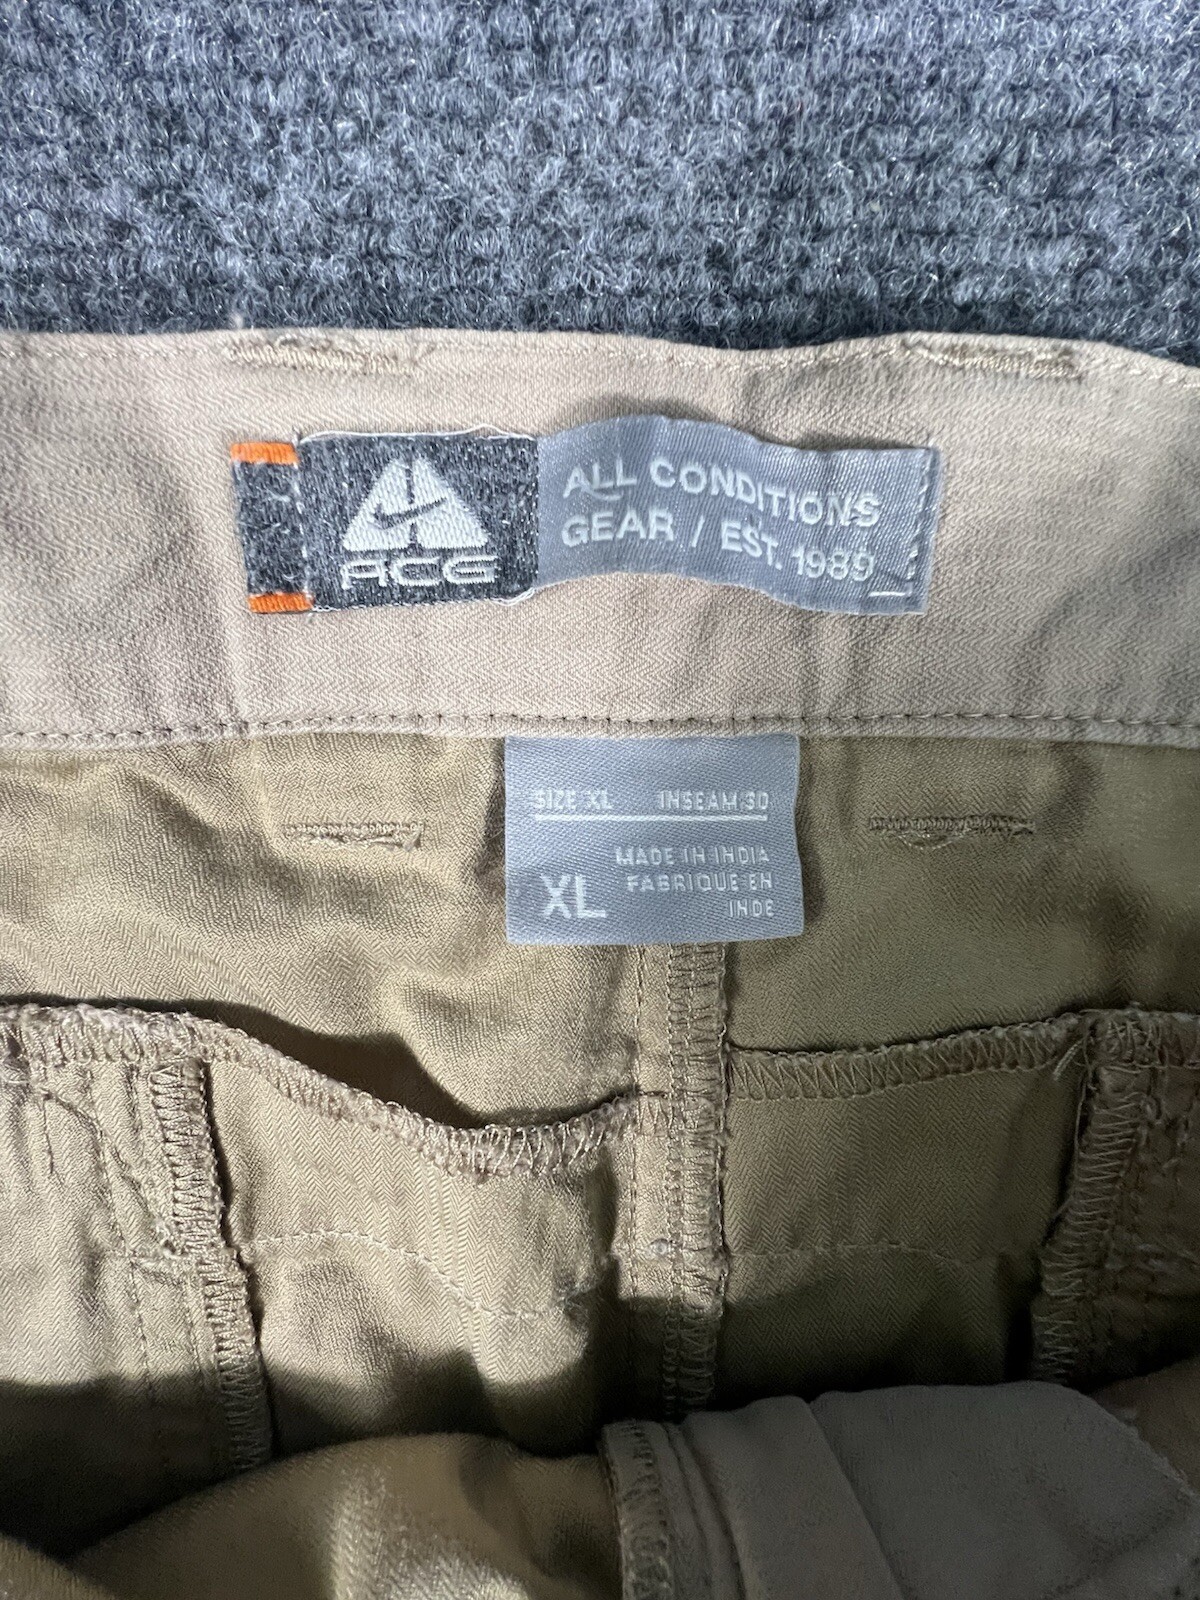 ACG
ALL CONDITIONS
GEAR / EST. 1989
SIZE XL INSEAM:30
MADE IN INDIA
XL FABRIQUE EN
INDE